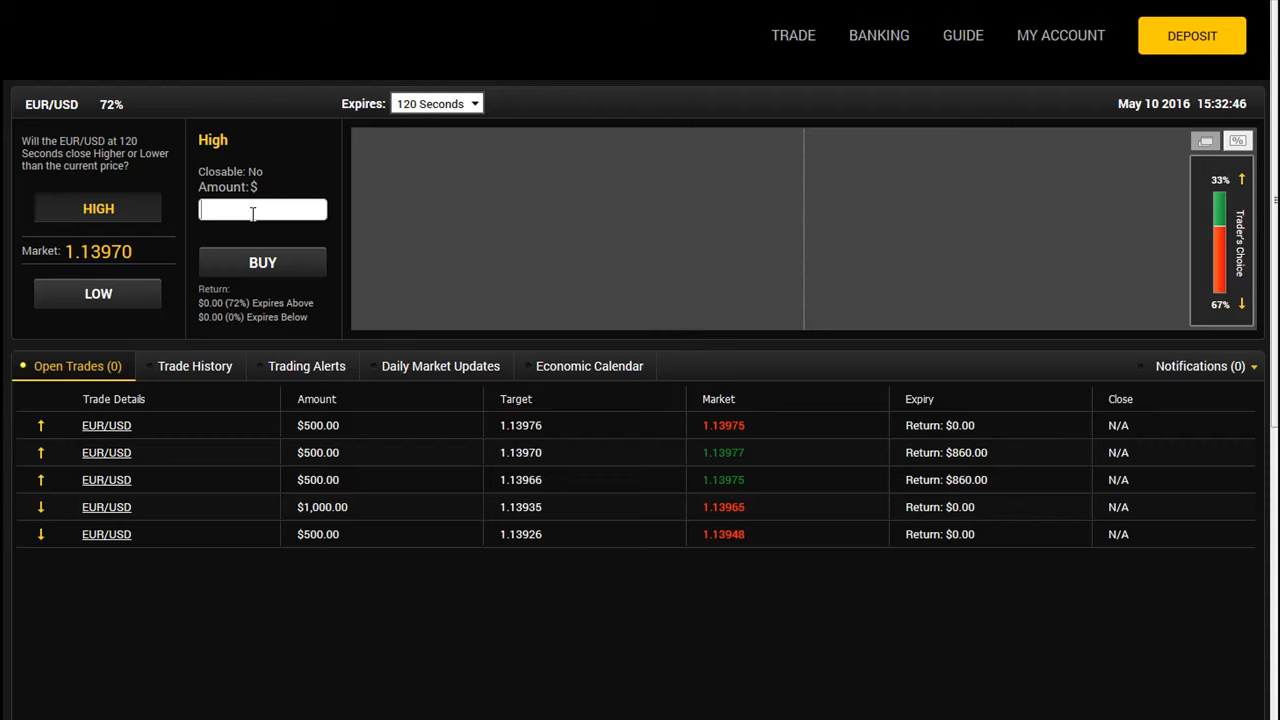 TRADE BANKING GUIDE MY ACCOUNT DEPOSIT
EUR/USD 72% Expires: 120 Seconds May 10 2016 15:32:46
Will the EUR/USD at 120
Seconds close Higher or Lower
than the current price?
HIGH
Market: 1.13970
LOW
High
Closable: No
Amount: $
BUY
Return:
$0.00 (72%) Expires Above
$0.00 (0%) Expires Below
%
33%
Trader's Choice
67%
Open Trades (0) Trade History Trading Alerts Daily Market Updates Economic Calendar Notifications (0)
Trade Details Amount Target Market Expiry Close
↑ EUR/USD $500.00 1.13976 1.13975 Return: $0.00 N/A
↑ EUR/USD $500.00 1.13970 1.13977 Return: $860.00 N/A
↑ EUR/USD $500.00 1.13966 1.13975 Return: $860.00 N/A
↓ EUR/USD $1,000.00 1.13935 1.13965 Return: $0.00 N/A
↓ EUR/USD $500.00 1.13926 1.13948 Return: $0.00 N/A